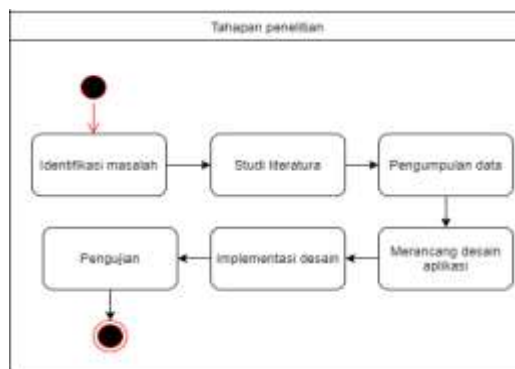 Tahapan penelitian
Identifikasi masalah
Studi literatura
Pengumpulan data
Merancang desain
aplikasi
Implementasi desain
Pengujian